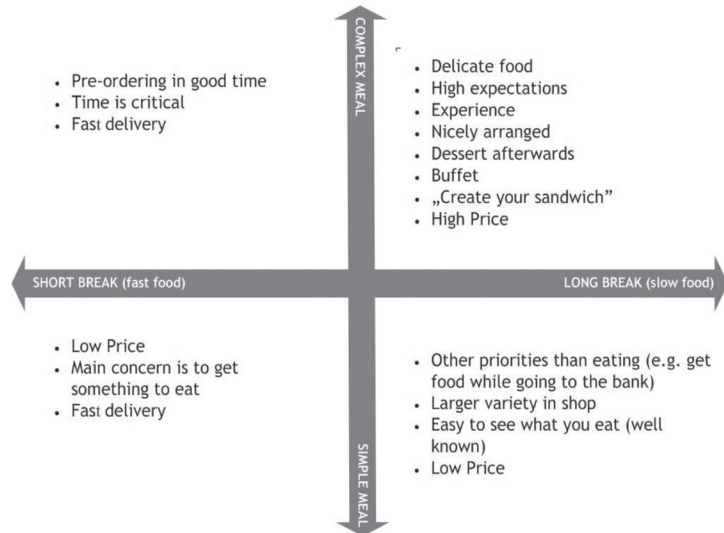 COMPLEX MEAL
• Pre-ordering in good time
• Time is critical
• Fast delivery
• Delicate food
• High expectations
• Experience
• Nicely arranged
• Dessert afterwards
• Buffet
• „Create your sandwich”
• High Price
SHORT BREAK (fast food)
LONG BREAK (slow food)
• Low Price
• Main concern is to get
something to eat
• Fast delivery
• Other priorities than eating (e.g. get
food while going to the bank)
• Larger variety in shop
• Easy to see what you eat (well
known)
• Low Price
SIMPLE MEAL